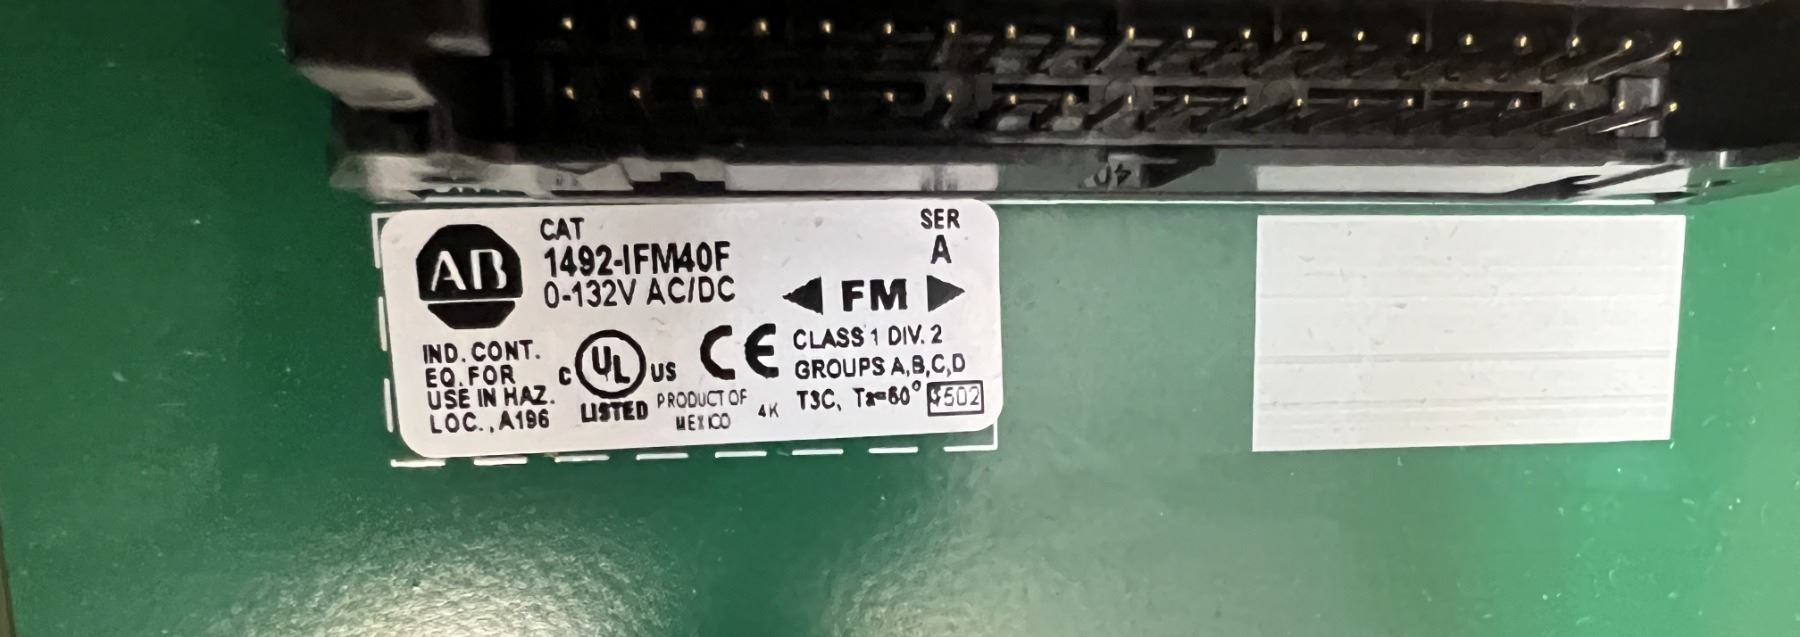 AB
CAT
1492-IFM40F
0-132V AC/DC
SER
A
FM
IND. CONT.
EQ. FOR
USE IN HAZ.
LOC., A196
C UL US
LISTED
CE
PRODUCT OF
MEXICO
4K
CLASS 1 DIV. 2
GROUPS A,B,C,D
T3C, Ta=60°
40